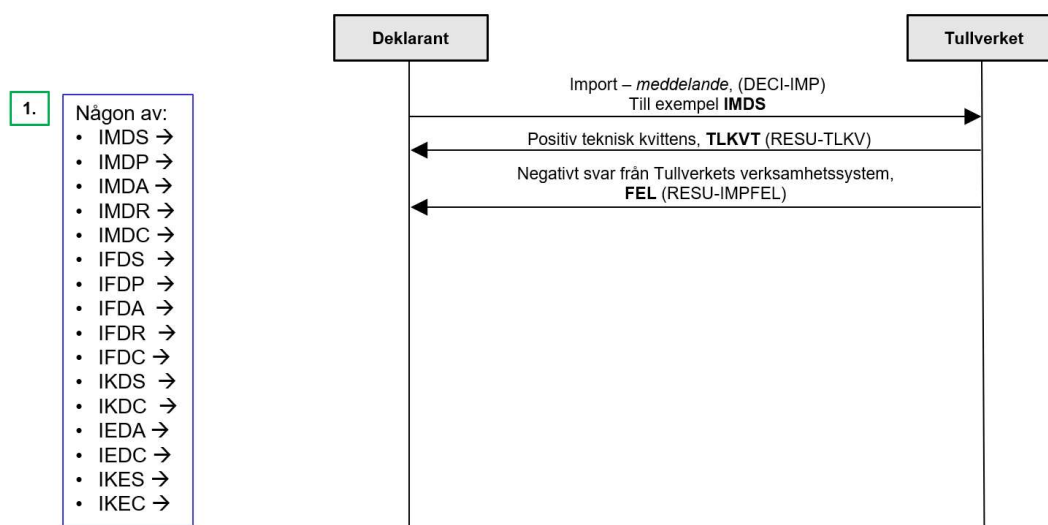 Deklarant
Tullverket
Import – meddelande, (DECI-IMP)
Till exempel IMDS
Positiv teknisk kvittens, TLKVT (RESU-TLKV)
Negativt svar från Tullverkets verksamhetssystem,
FEL (RESU-IMPFEL)
1.
Någon av:
• IMDS →
• IMDP →
• IMDA →
• IMDR →
• IMDC →
• IFDS →
• IFDP →
• IFDA →
• IFDR →
• IFDC →
• IKDS →
• IKDC →
• IEDA →
• IEDC →
• IKES →
• IKEC →